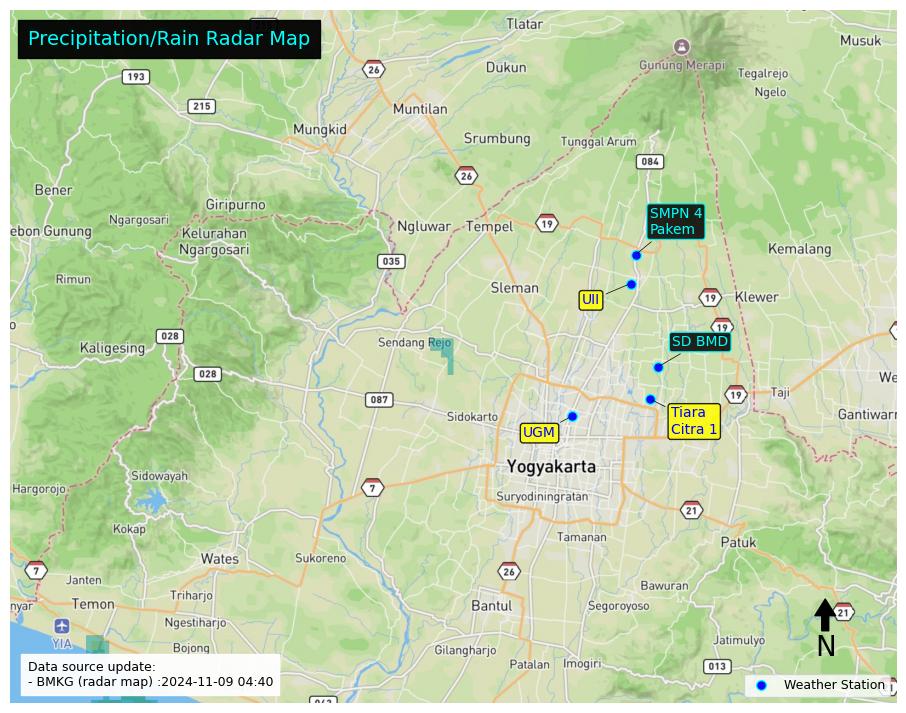 Precipitation/Rain Radar Map
Tlatar
Musuk
26
Gunung Merapi
Dukun
Tegalrejo
193
Ngelo
215
Muntilan
Mungkid
Srumbung
Tunggal Arum
084
26
Bener
Giripurno
SMPN 4
Pakem
Ngargosari
Ngluwar
Tempel
19
ebon Gunung
Kelurahan
Ngargosari
Kemalang
035
Rimun
Sleman
UII
19
Klewer
19
028
Sendang Rejo
SD BMD
Kaligesing
028
We
19
Taji
087
Sidokarto
Tiara
Citra 1
Gantiwarn
UGM
Yogyakarta
Sidowayah
Hargorojo
7
Suryodiningratan
21
Kokap
Tamanan
Patuk
Wates
Sukoreno
7
26
Janten
Bawuran
Triharjo
nyar
Temon
Bantul
Segoroyoso
21
Ngestiharjo
YIA
Jatimulyo
N
Bojong
Gilangharjo
Patalan
Imogiri
013
Data source update:
- BMKG (radar map) :2024-11-09 04:40
Weather Station